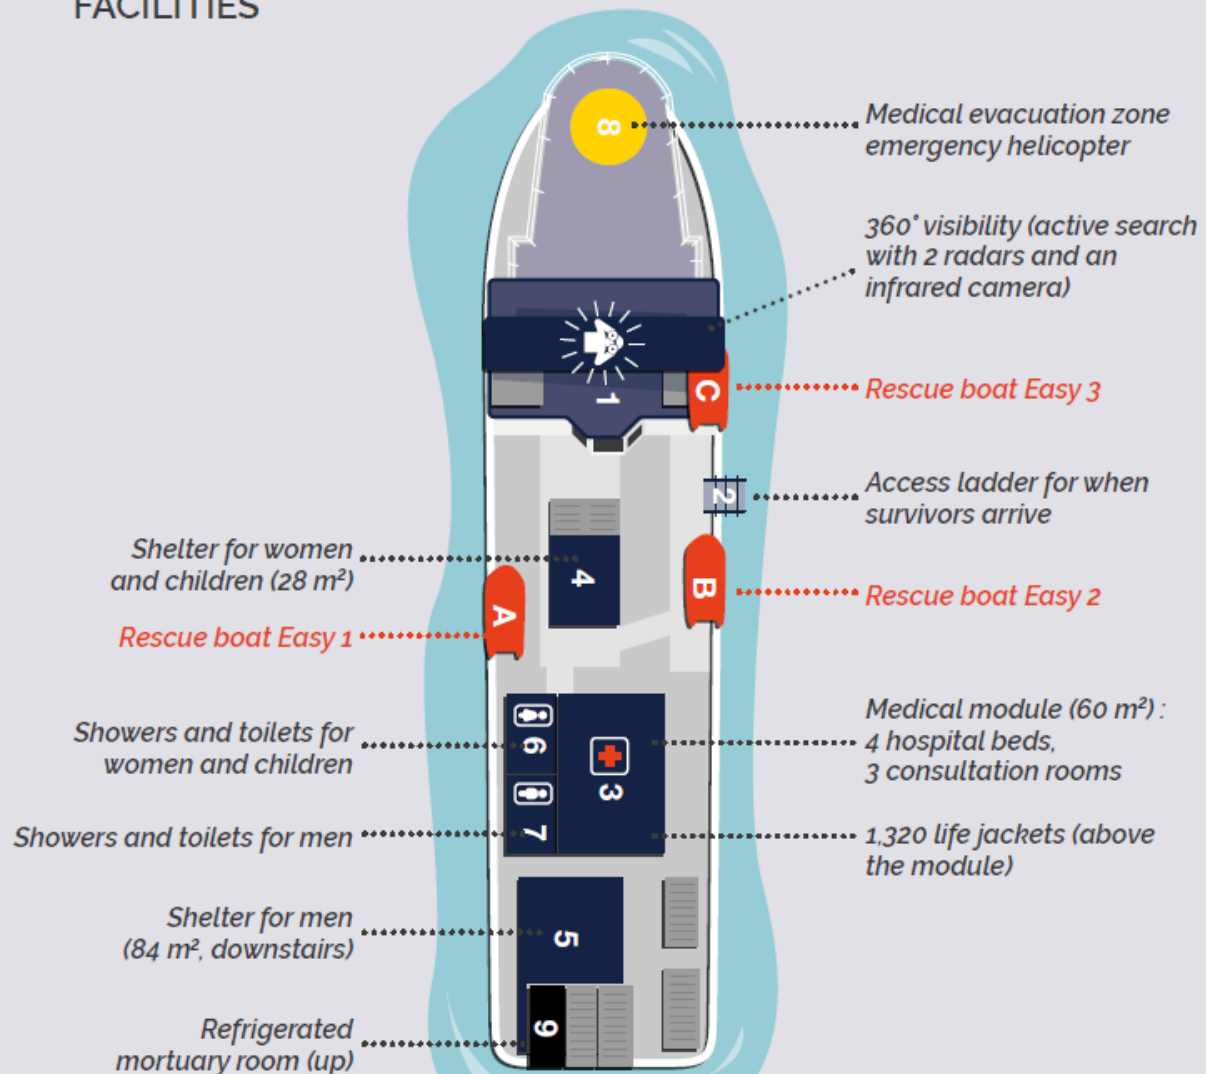 FACILITIES
8
Medical evacuation zone
emergency helicopter
360° visibility (active search
with 2 radars and an
infrared camera)
1
C
Rescue boat Easy 3
2
Access ladder for when
survivors arrive
Shelter for women
and children (28 m²)
4
B
Rescue boat Easy 2
A
Rescue boat Easy 1
Showers and toilets for
women and children
6
3
Medical module (60 m²) :
4 hospital beds,
3 consultation rooms
Showers and toilets for men
7
1,320 life jackets (above
the module)
Shelter for men
(84 m², downstairs)
5
Refrigerated
mortuary room (up)
9